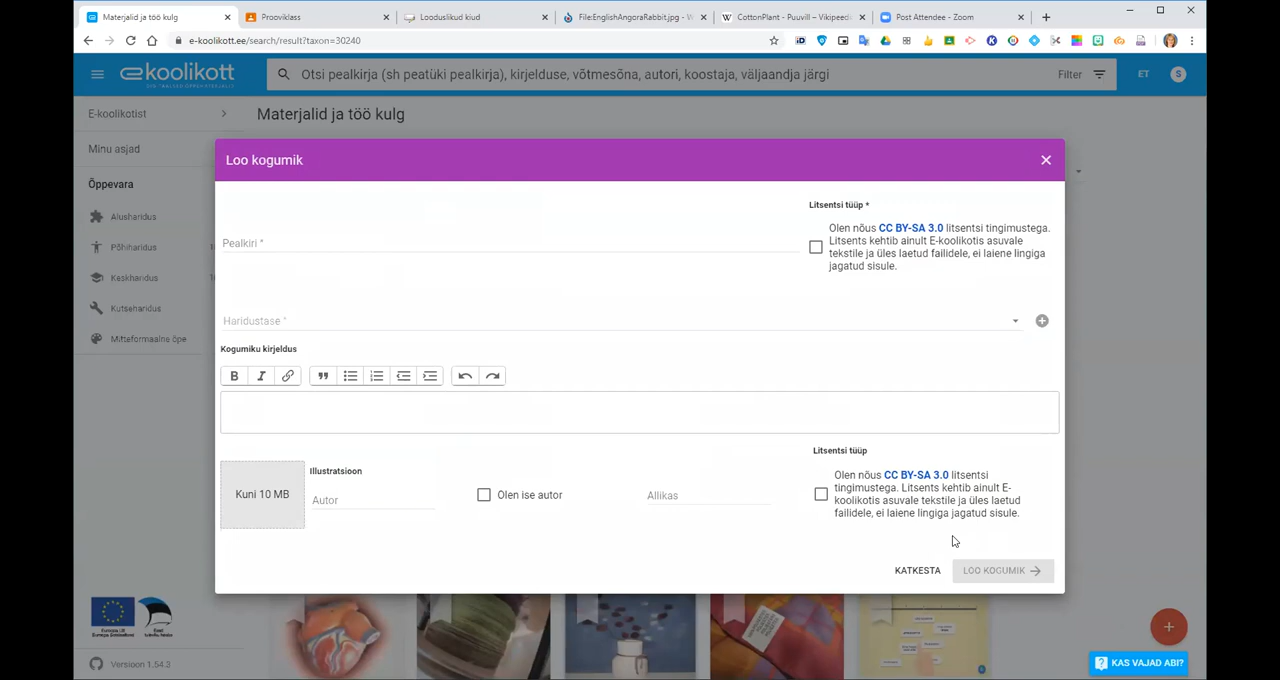 Materjalid ja töö kulg
Prooviklass
Looduslikud kiud
File:EnglishAngoraRabbit.jpg - W
CottonPlant - Puuvill – Vikipeed
Post Attendee - Zoom
e-koolikott.ee/search/result?taxon=30240
ekoolikott
Otsi pealkirja (sh peatüki pealkirja), kirjelduse, võtmesõna, autori, koostaja, väljaandja järgi
Filter
ET
S
E-koolikotist
Materjalid ja töö kulg
Minu asjad
Õppevara
Alusharidus
Põhiharidus
Keskharidus
Kutseharidus
Mitteformaalne õpe
Loo kogumik
Litsentsi tüüp *
Pealkiri *
Olen nõus CC BY-SA 3.0 litsentsi tingimustega.
Litsents kehtib ainult E-koolikotis asuvale
tekstile ja üles laetud failidele, ei laiene lingiga
jagatud sisule.
Haridustase *
Kogumiku kirjeldus
B I
Kuni 10 MB
Illustratsioon
Autor
Olen ise autor
Allikas
Litsentsi tüüp
Olen nõus CC BY-SA 3.0 litsentsi
tingimustega. Litsents kehtib ainult E-
koolikotis asuvale tekstile ja üles laetud
failidele, ei laiene lingiga jagatud sisule.
KATKESTA
LOO KOGUMIK
Versioon 1.54.3
KAS VAJAD ABI?